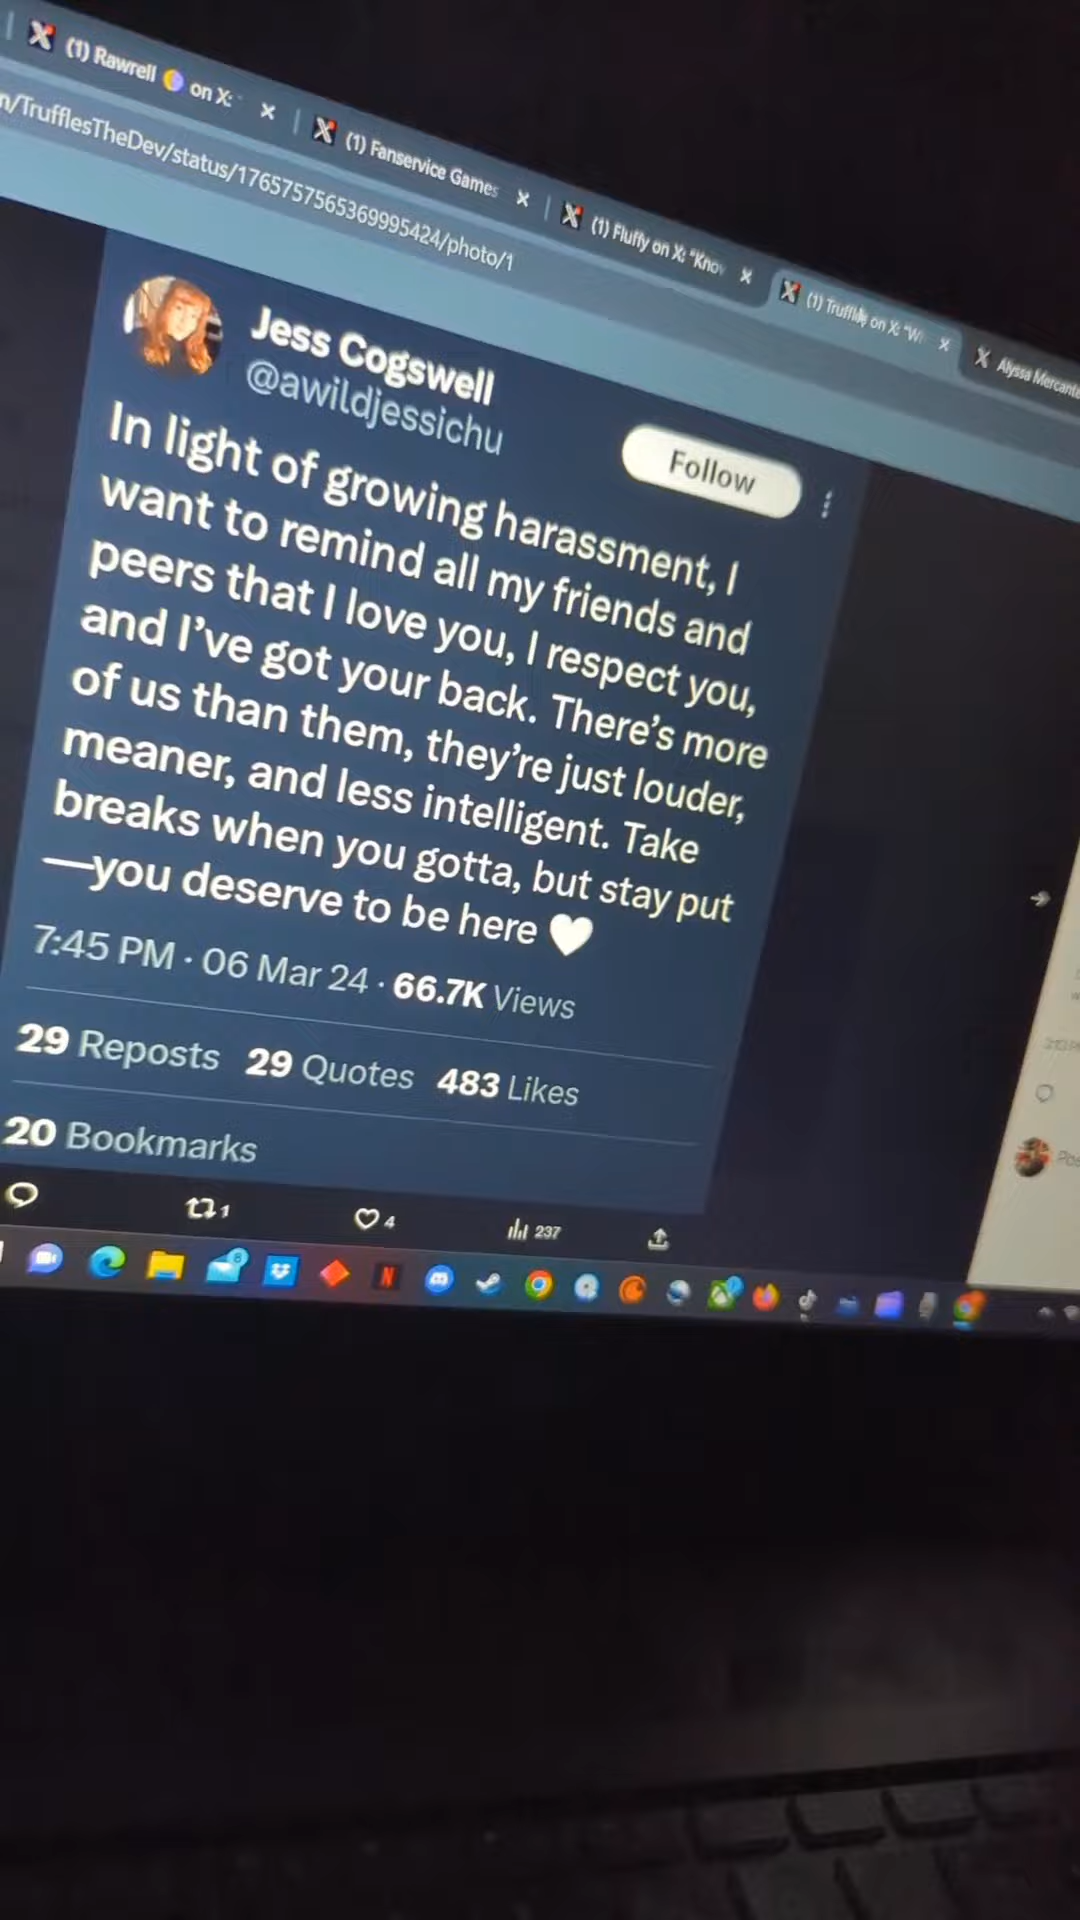 (1) Rawrell on X:
(1) Fanservice Games
(1) Fluffy on X: "Know
(1) Truffles on X: "W
Alyssa Mercante
n/TrufflesTheDev/status/1765757565369995424/photo/1
Jess Cogswell
@awildjessichu
Follow
In light of growing harassment, I
want to remind all my friends and
peers that I love you, I respect you,
and I've got your back. There's more
of us than them, they're just louder,
meaner, and less intelligent. Take
breaks when you gotta, but stay put
—you deserve to be here
7:45 PM · 06 Mar 24 · 66.7K Views
29 Reposts 29 Quotes 483 Likes
20 Bookmarks
1
4
237